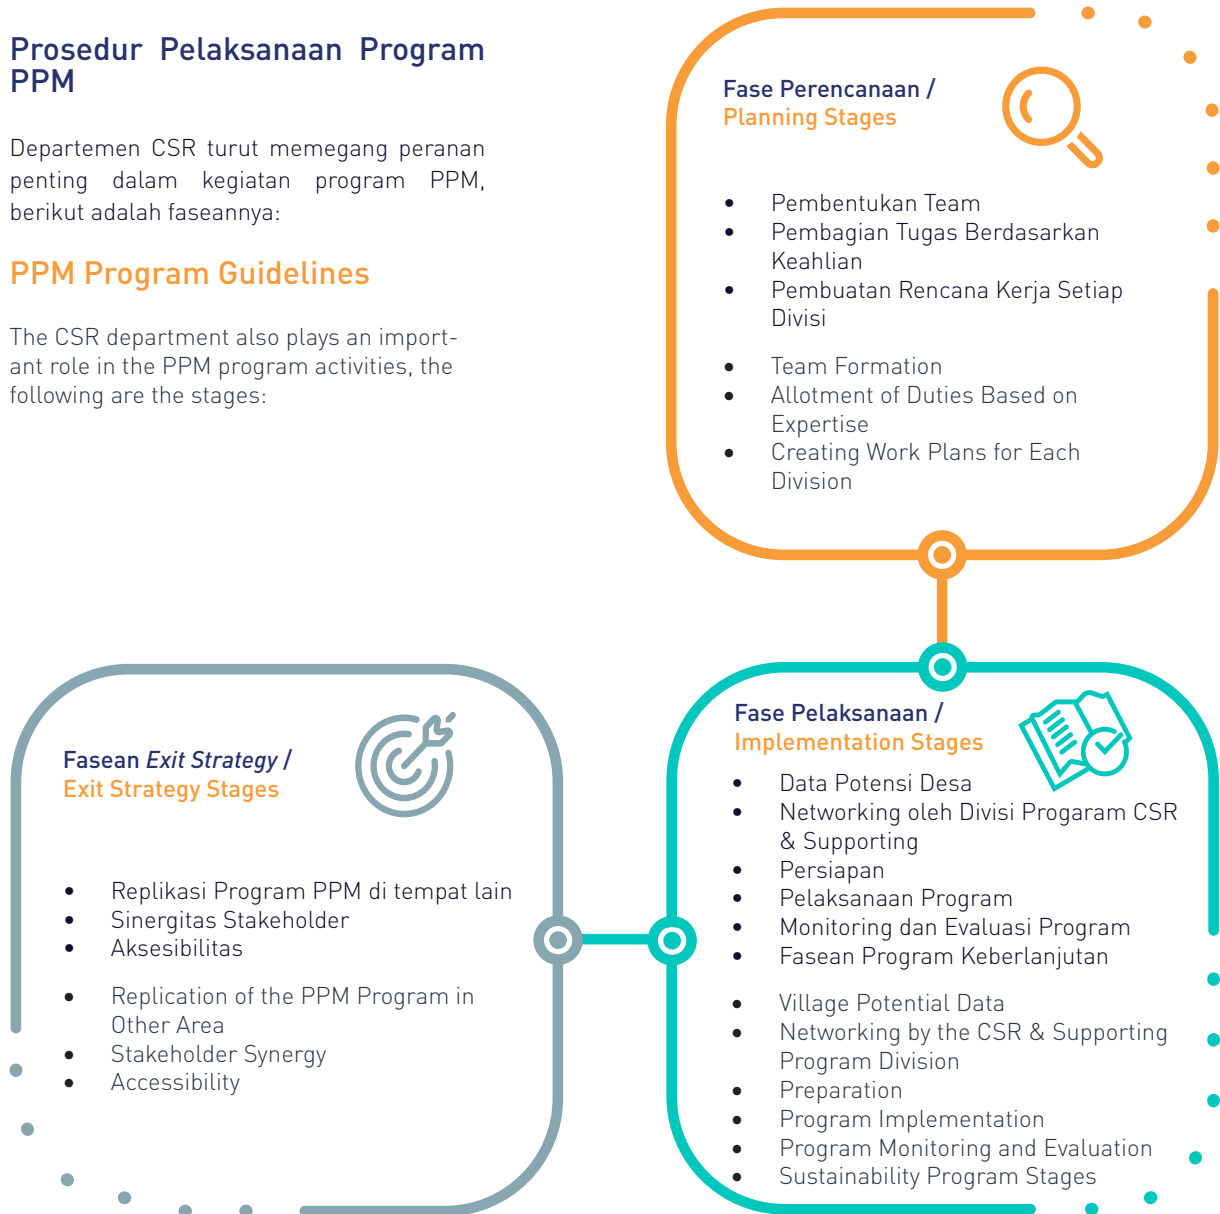 Prosedur Pelaksanaan Program
PPM
Departemen CSR turut memegang peranan
penting dalam kegiatan program PPM,
berikut adalah faseannya:
PPM Program Guidelines
The CSR department also plays an import-
ant role in the PPM program activities, the
following are the stages:
Fase Perencanaan /
Planning Stages
• Pembentukan Team
• Pembagian Tugas Berdasarkan
Keahlian
• Pembuatan Rencana Kerja Setiap
Divisi
• Team Formation
• Allotment of Duties Based on
Expertise
• Creating Work Plans for Each
Division
Fase Pelaksanaan /
Implementation Stages
• Data Potensi Desa
• Networking oleh Divisi Progaram CSR
& Supporting
• Persiapan
• Pelaksanaan Program
• Monitoring dan Evaluasi Program
• Fasean Program Keberlanjutan
• Village Potential Data
• Networking by the CSR & Supporting
Program Division
• Preparation
• Program Implementation
• Program Monitoring and Evaluation
• Sustainability Program Stages
Fasean Exit Strategy /
Exit Strategy Stages
• Replikasi Program PPM di tempat lain
• Sinergitas Stakeholder
• Aksesibilitas
• Replication of the PPM Program in
Other Area
• Stakeholder Synergy
• Accessibility